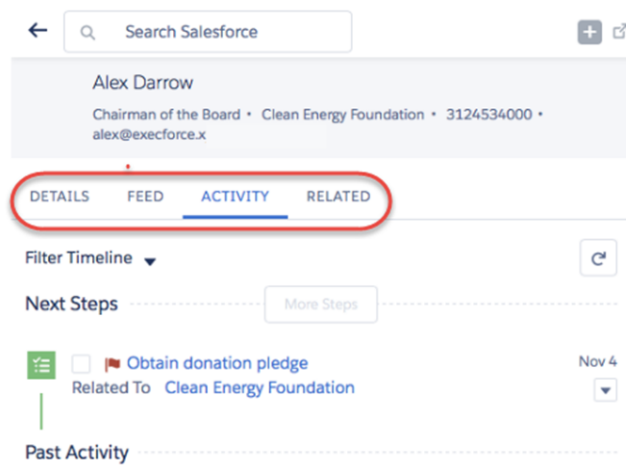 Search Salesforce
Alex Darrow
Chairman of the Board • Clean Energy Foundation • 3124534000 •
alex@execforce.x
DETAILS FEED ACTIVITY RELATED
Filter Timeline
Next Steps More Steps
Obtain donation pledge Nov 4
Related To Clean Energy Foundation
Past Activity